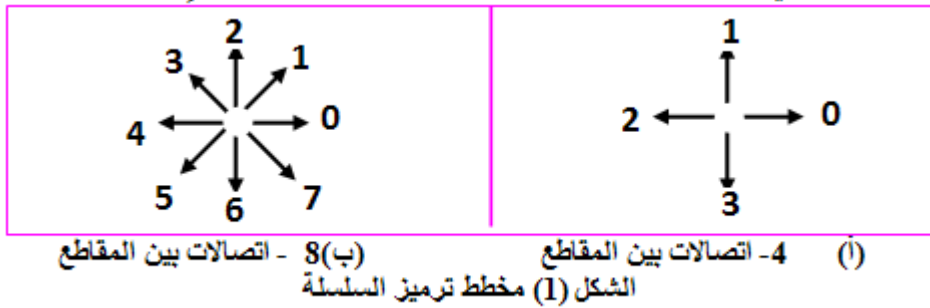 2
3 1
4 0
5 7
6
1
2 0
3
(أ) 4- اتصالات بين المقاطع
(ب)8 - اتصالات بين المقاطع
الشكل (1) مخطط ترميز السلسلة